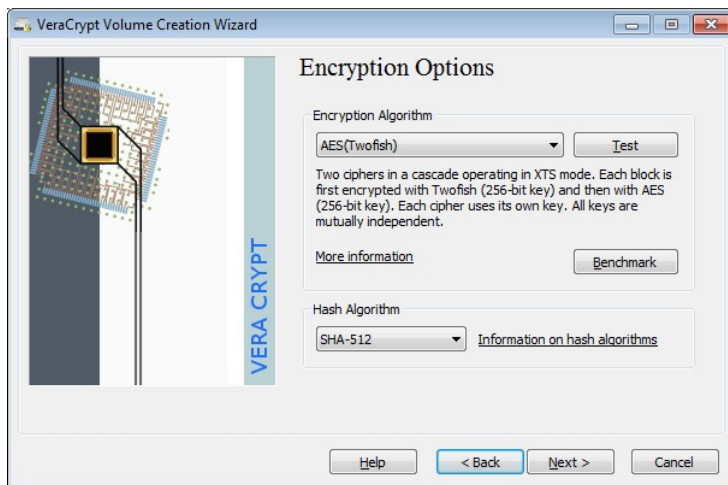 VeraCrypt Volume Creation Wizard
VERA CRYPT
Encryption Options
Encryption Algorithm
AES(Twofish)
Test
Two ciphers in a cascade operating in XTS mode. Each block is
first encrypted with Twofish (256-bit key) and then with AES
(256-bit key). Each cipher uses its own key. All keys are
mutually independent.
More information
Benchmark
Hash Algorithm
SHA-512
Information on hash algorithms
Help
< Back
Next >
Cancel